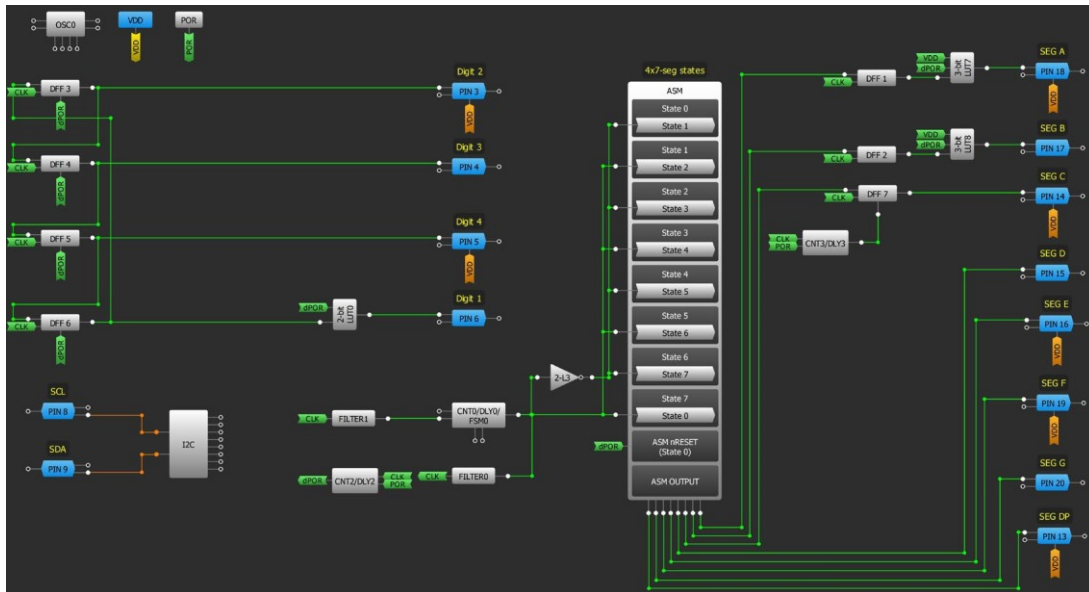 OSC0
VDD
VDD
POR
POR
CLK
DFF 3
dPOR
Digit 2
PIN 3
VDD
CLK
DFF 4
dPOR
Digit 3
PIN 4
CLK
DFF 5
dPOR
Digit 4
PIN 5
VDD
CLK
DFF 6
dPOR
dPOR
2-bit
LUT0
Digit 1
PIN 6
SCL
PIN 8
SDA
PIN 9
I2C
CLK
FILTER1
CNT0/DLY0/
FSM0
2-L3
dPOR
CNT2/DLY2
CLK
POR
CLK
FILTER0
4x7-seg states
ASM
State 0
State 1
State 1
State 2
State 2
State 3
State 3
State 4
State 4
State 5
State 5
State 6
State 6
State 7
State 7
State 0
dPOR
ASM nRESET
(State 0)
ASM OUTPUT
CLK
DFF 1
VDD
dPOR
3-bit
LUT7
SEG A
PIN 18
VDD
CLK
DFF 2
VDD
dPOR
3-bit
LUT8
SEG B
PIN 17
CLK
DFF 7
SEG C
PIN 14
VDD
CLK
POR
CNT3/DLY3
SEG D
PIN 15
SEG E
PIN 16
VDD
SEG F
PIN 19
VDD
SEG G
PIN 20
SEG DP
PIN 13
VDD